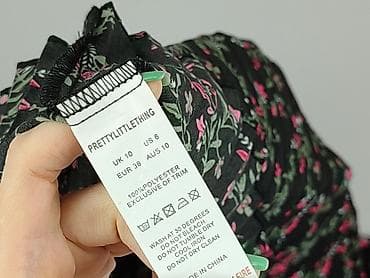 PRETTYLITTLETHING
UK 10 US 6
EUR 38 AUS 10
100%POLYESTER
EXCLUSIVE OF TRIM
WASH AT 30 DEGREES
DO NOT BLEACH
DO NOT TUMBLE DRY
COOL IRON
DO NOT DRY CLEAN
MADE IN CHINA
FIRE